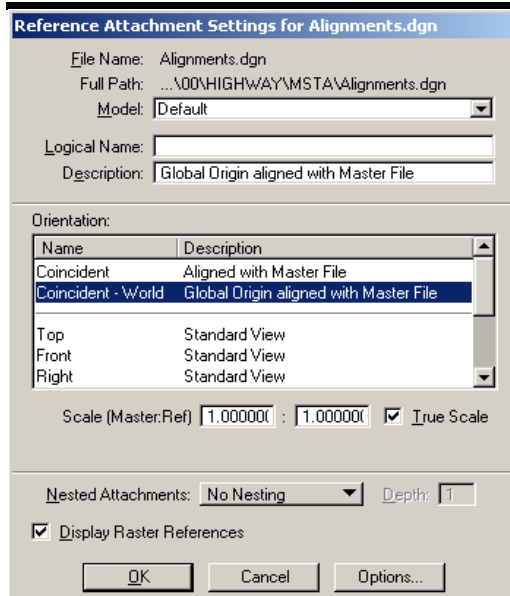 Reference Attachment Settings for Alignments.dgn
File Name: Alignments.dgn
Full Path: ...\00\HIGHWAY\MSTA\Alignments.dgn
Model: Default
Logical Name:
Description: Global Origin aligned with Master File
Orientation:
Name Description
Coincident Aligned with Master File
Coincident - World Global Origin aligned with Master File
Top Standard View
Front Standard View
Right Standard View
Scale (Master:Ref) 1.00000( : 1.00000( True Scale
Nested Attachments: No Nesting Depth: 1
Display Raster References
OK Cancel Options...